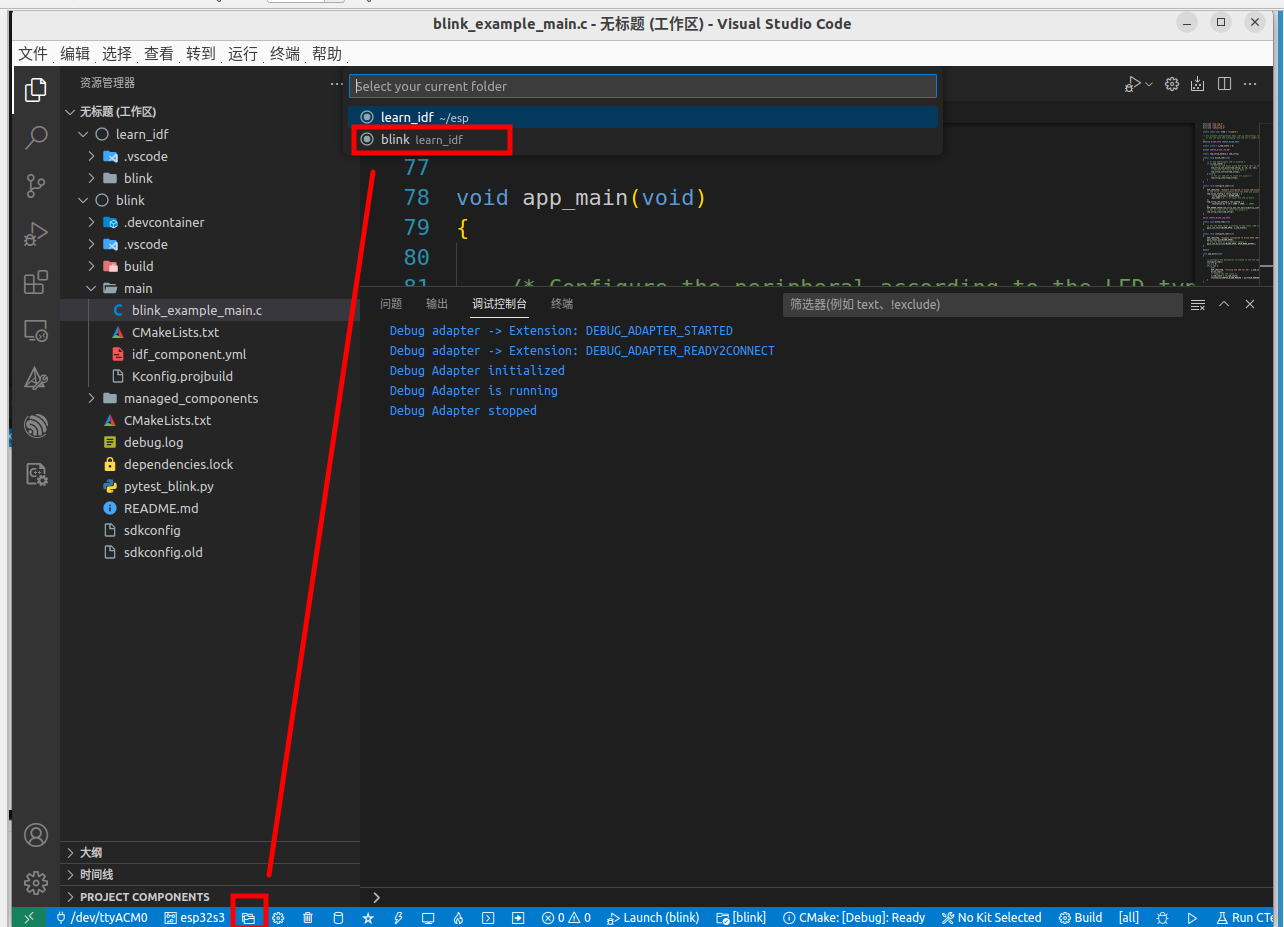 blink_example_main.c - 无标题 (工作区) - Visual Studio Code
文件 编辑 选择 查看 转到 运行 终端 帮助
资源管理器
无标题 (工作区)
learn_idf
.vscode
blink
blink
.devcontainer
.vscode
build
main
blink_example_main.c
CMakeLists.txt
idf_component.yml
Kconfig.projbuild
managed_components
CMakeLists.txt
debug.log
dependencies.lock
pytest_blink.py
README.md
sdkconfig
sdkconfig.old
大纲
时间线
PROJECT COMPONENTS
Select your current folder
learn_idf ~/esp
blink learn_idf
77
78 void app_main(void)
79 {
80
81 /* Configure the peripheral according to the LED typ
问题 输出 调试控制台 终端
筛选器(例如 text、!exclude)
Debug adapter -> Extension: DEBUG_ADAPTER_STARTED
Debug adapter -> Extension: DEBUG_ADAPTER_READY2CONNECT
Debug Adapter initialized
Debug Adapter is running
Debug Adapter stopped
/dev/ttyACM0 esp32s3 0 0 Launch (blink) [blink] CMake: [Debug]: Ready No Kit Selected Build [all] Run CTe